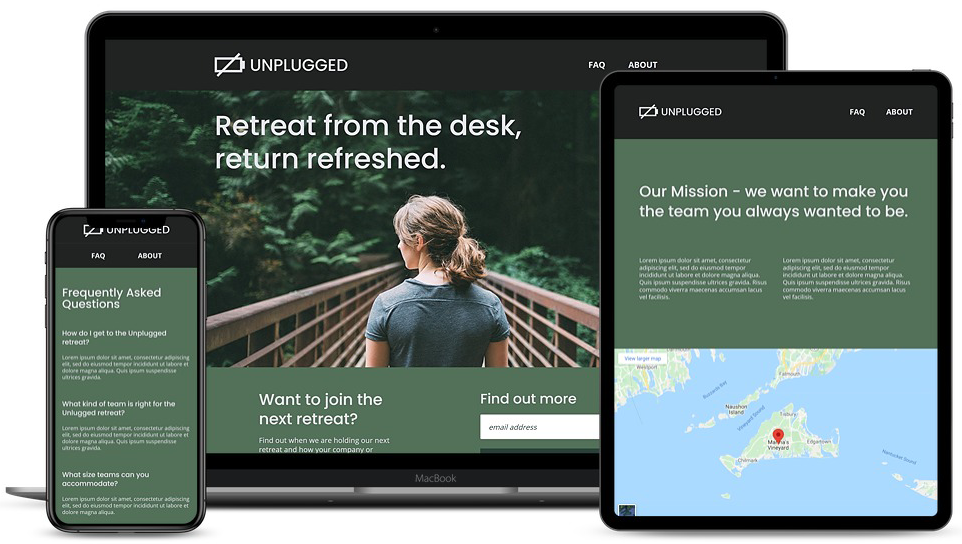 UNPLUGGED
FAQ ABOUT
Retreat from the desk,
return refreshed.
Want to join the
next retreat?
Find out when we are holding our next
retreat and how your company or
Find out more
email address
MacBook
UNPLUGGED
FAQ ABOUT
Frequently Asked
Questions
How do I get to the Unplugged
retreat?
Lorem ipsum dolor sit amet, consectetur adipiscing
elit, sed do eiusmod tempor incididunt ut labore et
dolore magna aliqua. Quis ipsum suspendisse
ultrices gravida.
What kind of team is right for the
Unlugged retreat?
Lorem ipsum dolor sit amet, consectetur adipiscing
elit, sed do eiusmod tempor incididunt ut labore et
dolore magna aliqua. Quis ipsum suspendisse
ultrices gravida.
What size teams can you
accommodate?
Lorem ipsum dolor sit amet, consectetur adipiscing
elit, sed do eiusmod tempor incididunt ut labore et
dolore magna.
UNPLUGGED
FAQ ABOUT
Our Mission - we want to make you
the team you always wanted to be.
Lorem ipsum dolor sit amet, consectetur
adipiscing elit, sed do eiusmod tempor
incididunt ut labore et dolore magna aliqua.
Quis ipsum suspendisse ultrices gravida. Risus
commodo viverra maecenas accumsan lacus
vel facilisis.
Lorem ipsum dolor sit amet, consectetur
adipiscing elit, sed do eiusmod tempor
incididunt ut labore et dolore magna aliqua.
Quis ipsum suspendisse ultrices gravida. Risus
commodo viverra maecenas accumsan lacus
vel facilisis.
View larger map
Westport
Falmouth
Buzzards Bay
Naushon
Island
Vineyard Sound
Tisbury
Martha's
Vineyard
Edgartown
Chilmark
Nantucket Sound